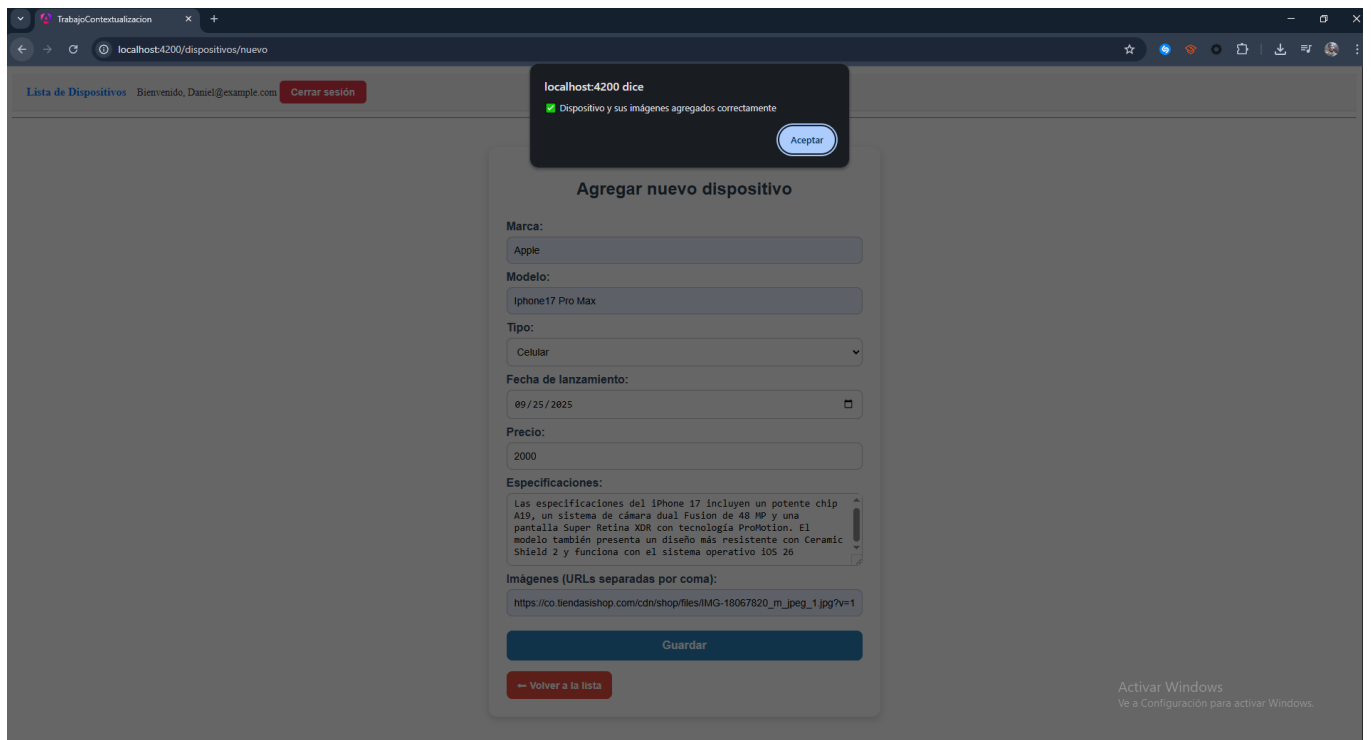 TrabajoContextualizacion
localhost:4200/dispositivos/nuevo
Lista de Dispositivos Bienvenido, Daniel@example.com Cerrar sesión
localhost:4200 dice
✅ Dispositivo y sus imágenes agregados correctamente
Aceptar
Agregar nuevo dispositivo
Marca:
Apple
Modelo:
Iphone17 Pro Max
Tipo:
Celular
Fecha de lanzamiento:
09/25/2025
Precio:
2000
Especificaciones:
Las especificaciones del iPhone 17 incluyen un potente chip
A19, un sistema de cámara dual Fusion de 48 MP y una
pantalla Super Retina XDR con tecnología ProMotion. El
modelo también presenta un diseño más resistente con Ceramic
Shield 2 y funciona con el sistema operativo iOS 26
Imágenes (URLs separadas por coma):
https://co.tiendasishop.com/cdn/shop/files/IMG-18067820_m_jpeg_1.jpg?v=1
Guardar
← Volver a la lista
Activar Windows
Ve a Configuración para activar Windows.